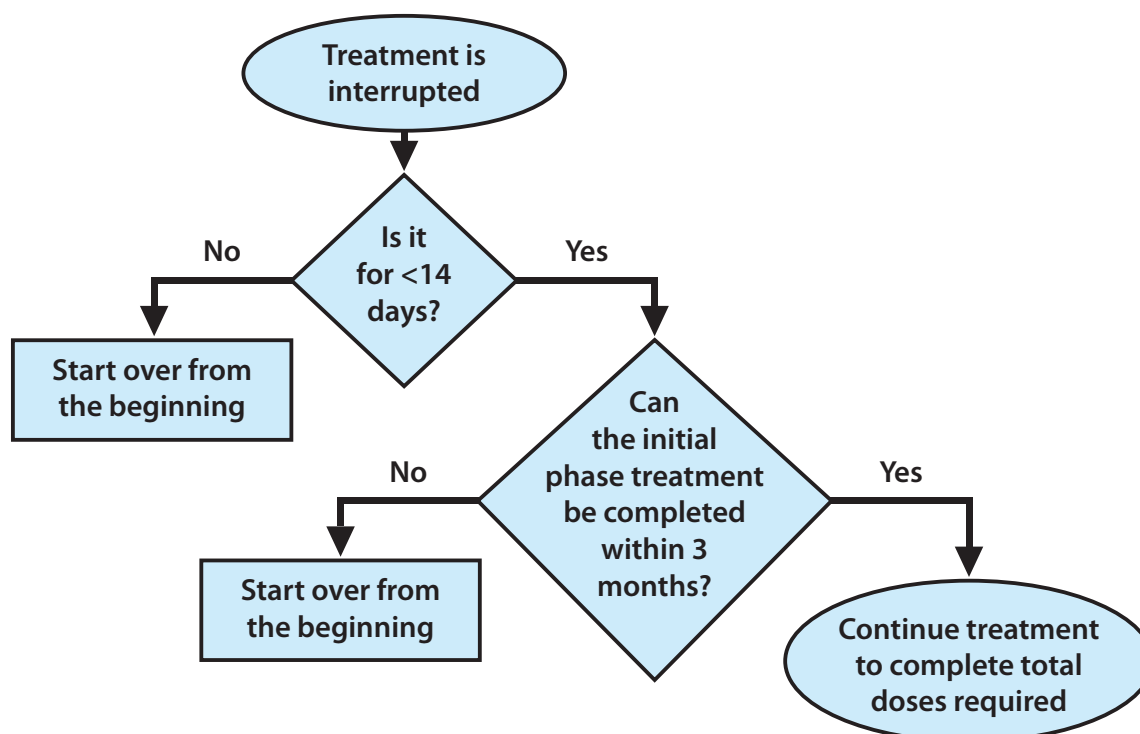 Treatment is
interrupted
Is it
for <14
days?
No
Yes
Start over from
the beginning
Can
the initial
phase treatment
be completed
within 3
months?
No
Yes
Start over from
the beginning
Continue treatment
to complete total
doses required